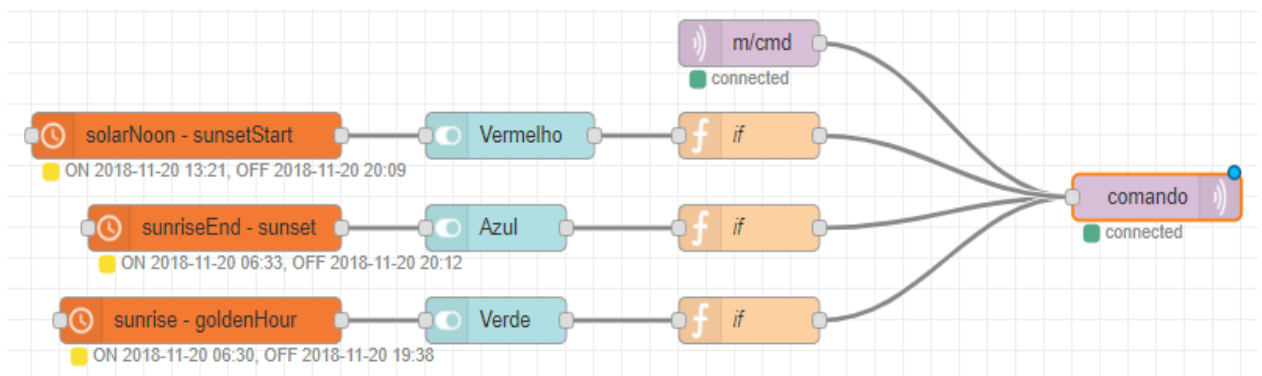 m/cmd
connected
solarNoon - sunsetStart
Vermelho
if
ON 2018-11-20 13:21, OFF 2018-11-20 20:09
comando
connected
sunriseEnd - sunset
Azul
if
ON 2018-11-20 06:33, OFF 2018-11-20 20:12
sunrise - goldenHour
Verde
if
ON 2018-11-20 06:30, OFF 2018-11-20 19:38